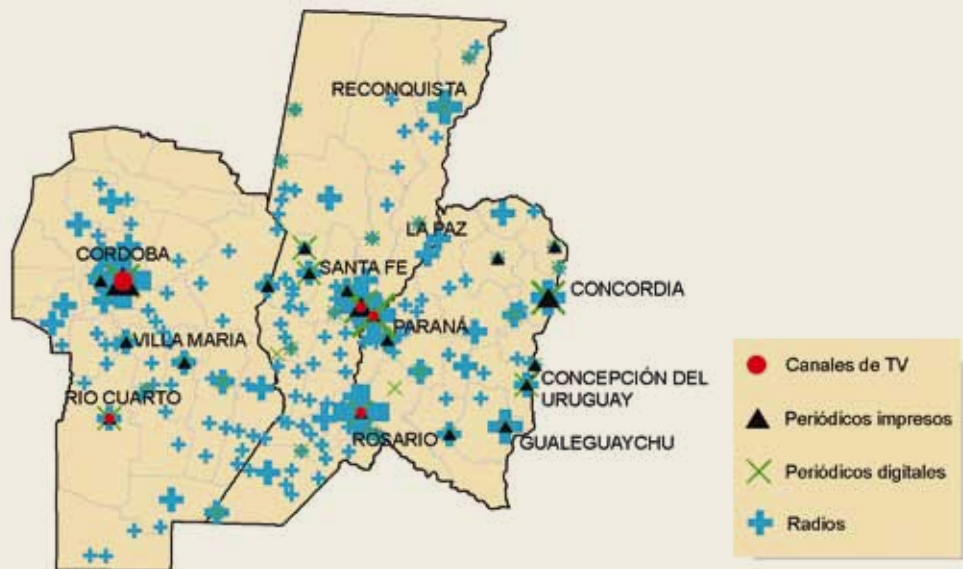 RECONQUISTA
LA PAZ
CORDOBA
SANTA FE
CONCORDIA
PARANÁ
VILLA MARIA
CONCEPCIÓN DEL
URUGUAY
RIO CUARTO
ROSARIO
GUALEGUAYCHU
Canales de TV
Periódicos impresos
Periódicos digitales
Radios